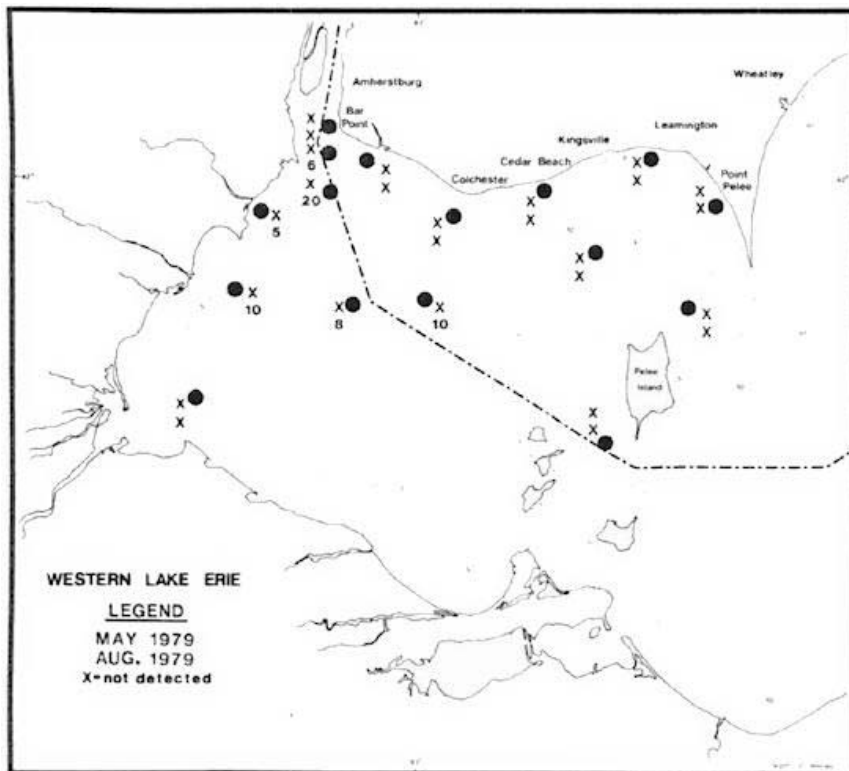 Amherstburg
Wheatley
Bar
Point
Leamington
Kingsville
Cedar Beach
Colchester
Point
Pelee
X
X
X
6
X
20
X
X
X
5
X
10
X
8
X
10
X
X
X
X
X
X
X
X
X
X
X
X
X
X
Pelee
Island
X
X
X
X
WESTERN LAKE ERIE
LEGEND
MAY 1979
AUG. 1979
X=not detected